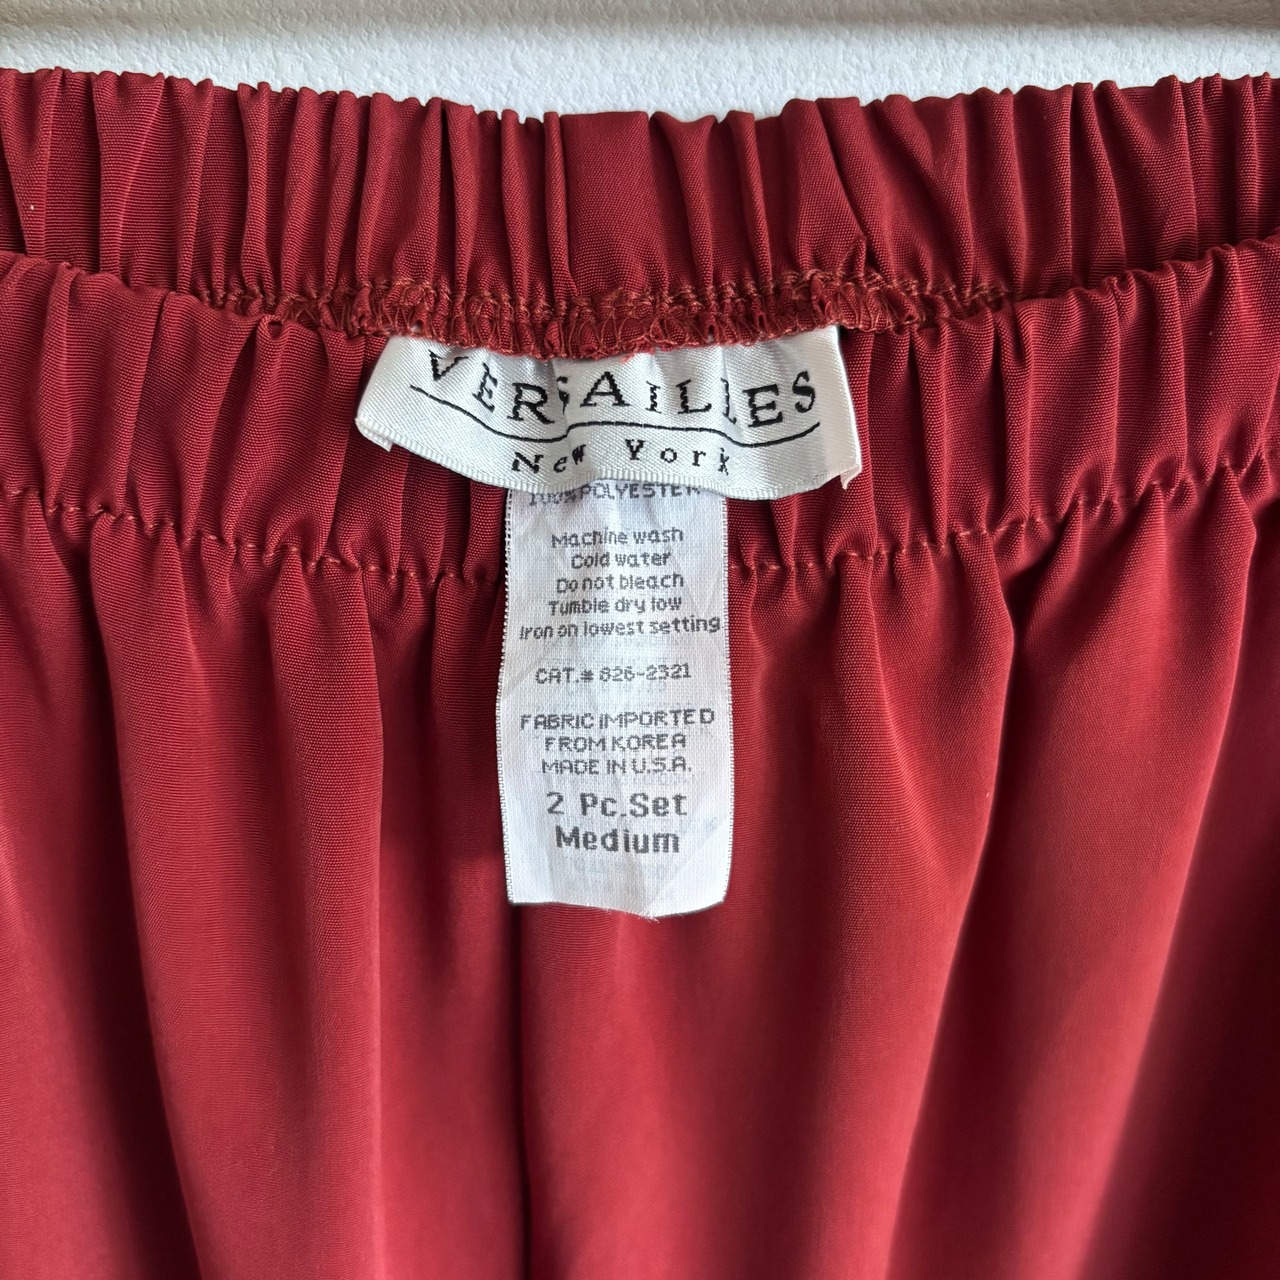 VERSAILLES
New York
100% POLYESTER
Machine wash
Cold water
Do not bleach
Tumble dry low
Iron on lowest setting
CAT.# 826-2321
FABRIC IMPORTED
FROM KOREA
MADE IN U.S.A.
2 Pc.Set
Medium